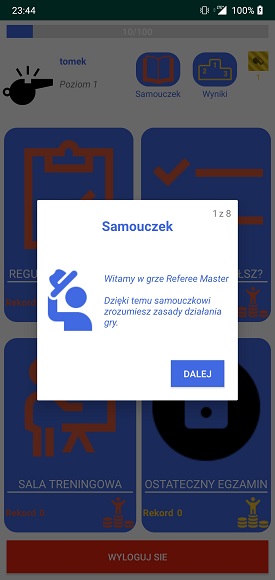 23:44
100%
10/100
tomek
Poziom 1
Samouczek
Wyniki
1
1 z 8
Samouczek
Witamy w grze Referee Master
Dzięki temu samouczkowi
zrozumiesz zasady działania
gry.
DALEJ
REGU
LSZ?
Rekord
SALA TRENINGOWA
OSTATECZNY EGZAMIN
Rekord 0
Rekord 0
WYLOGUJ SIE